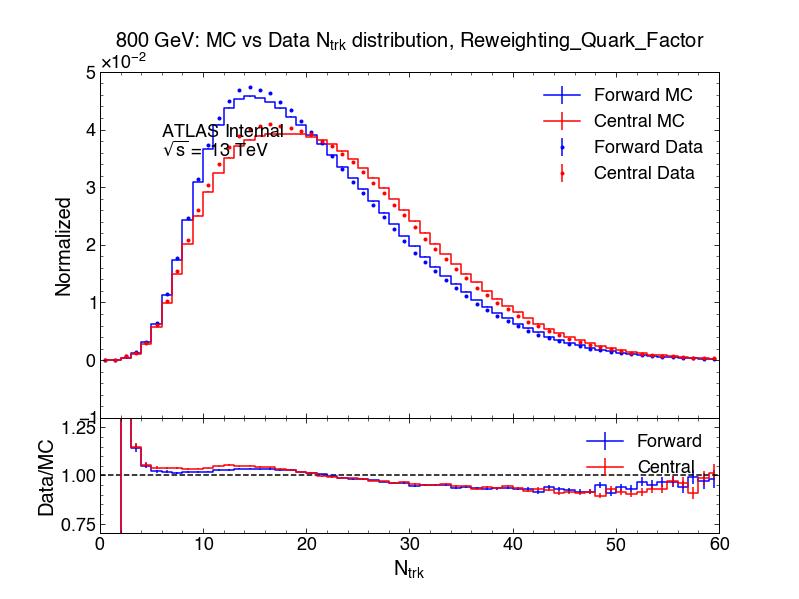 800 GeV: MC vs Data N_trk distribution, Reweighting_Quark_Factor
×10⁻²
5
4
3
2
1
0
−1
Normalized
ATLAS Internal
√s = 13 TeV
Forward MC
Central MC
Forward Data
Central Data
1.25
1.00
0.75
Data/MC
Forward
Central
0 10 20 30 40 50 60
N_trk